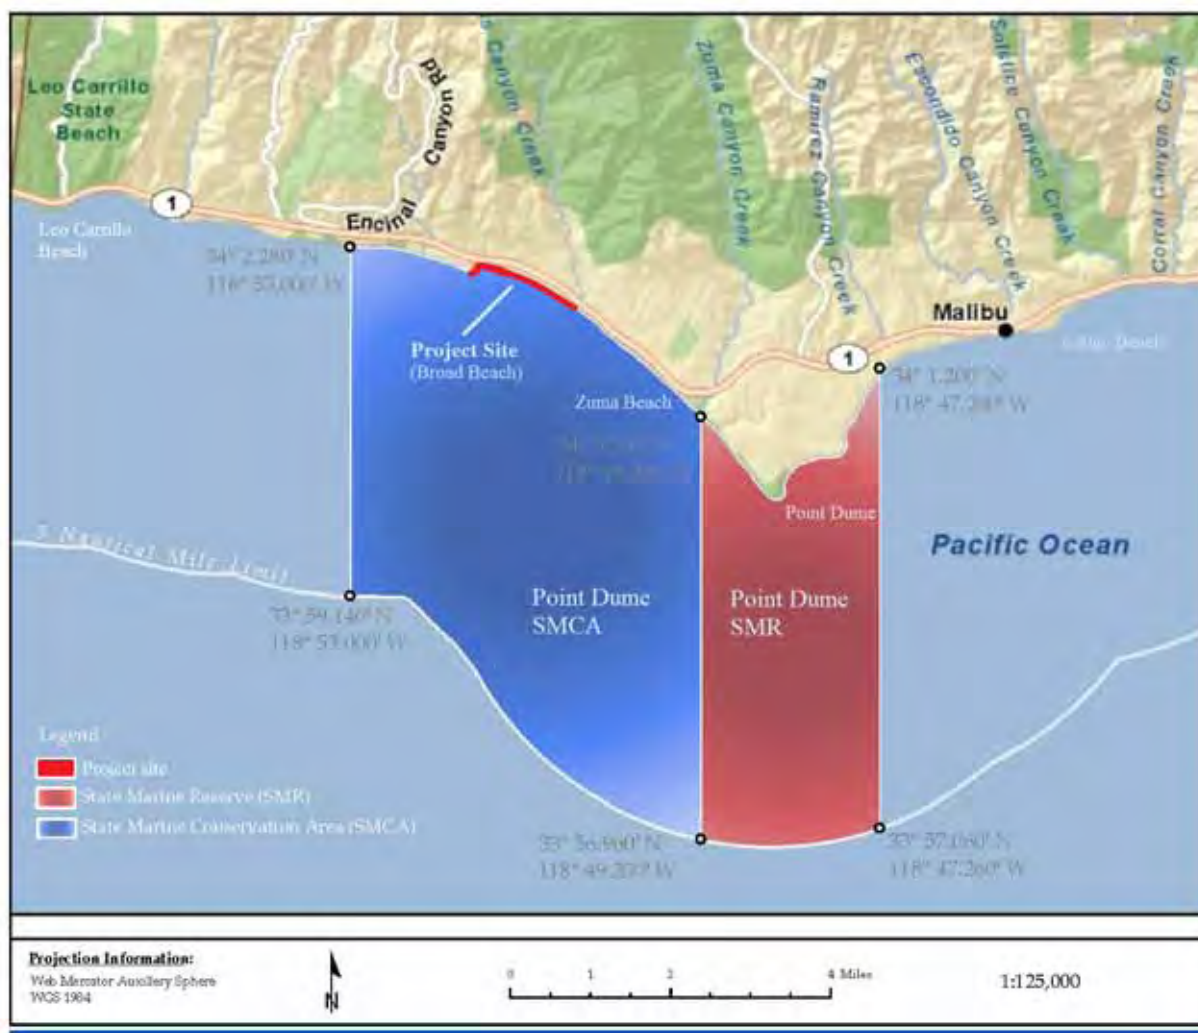 Leo Carrillo
State
Beach
1
Encinal
Canyon Rd
Canyon Creek
Zuma Canyon Creek
Ramirez Canyon Creek
Escondido Canyon Creek
Solstice Canyon Creek
Corral Canyon Creek
Leo Carrillo
Beach
34° 2.280' N
118° 53.000' W
Project Site
(Broad Beach)
Malibu
1
34° 1.200' N
118° W
Zuma Beach
Point Dume
Pacific Ocean
3 Nautical Mile Limit
33° 59.140' N
118° 53.000' W
Point Dume
SMCA
Point Dume
SMR
Legend
Project site
State Marine Reserve (SMR)
State Marine Conservation Area (SMCA)
33° 56.960' N
118° 49.200' W
33° 57.060' N
118° 47.260' W
Projection Information:
Web Mercator Auxillery Sphere
WGS 1984
N
0 1 2 4 Miles
1:125,000